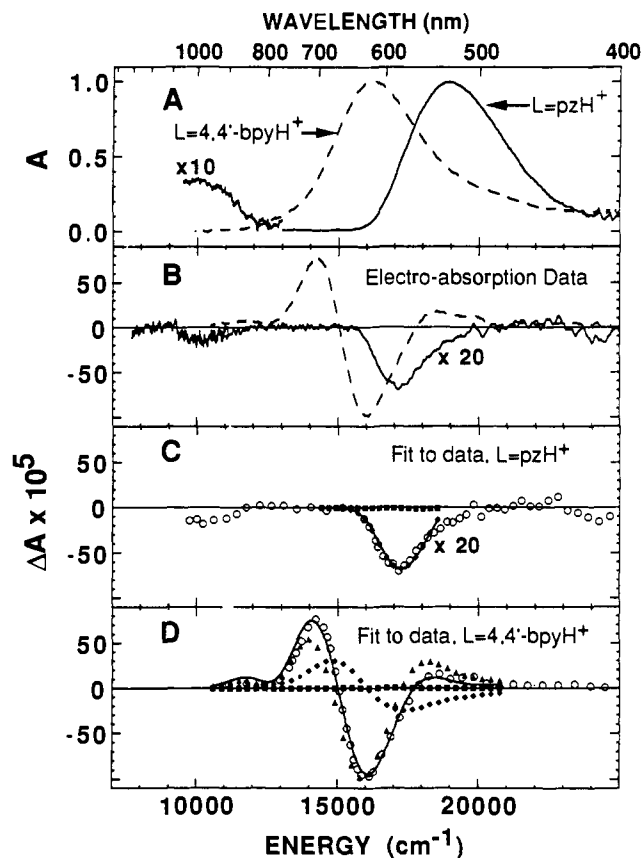 WAVELENGTH (nm)
1000 800 700 600 500 400
A
1.0
0.5
0.0
A
L=4,4'-bpyH+
L=pzH+
x10
B
Electro-absorption Data
50
0
-50
x 20
C
Fit to data, L=pzH+
50
0
-50
x 20
ΔA x 10^5
D
Fit to data, L=4,4'-bpyH+
50
0
-50
10000 15000 20000
ENERGY (cm-1)